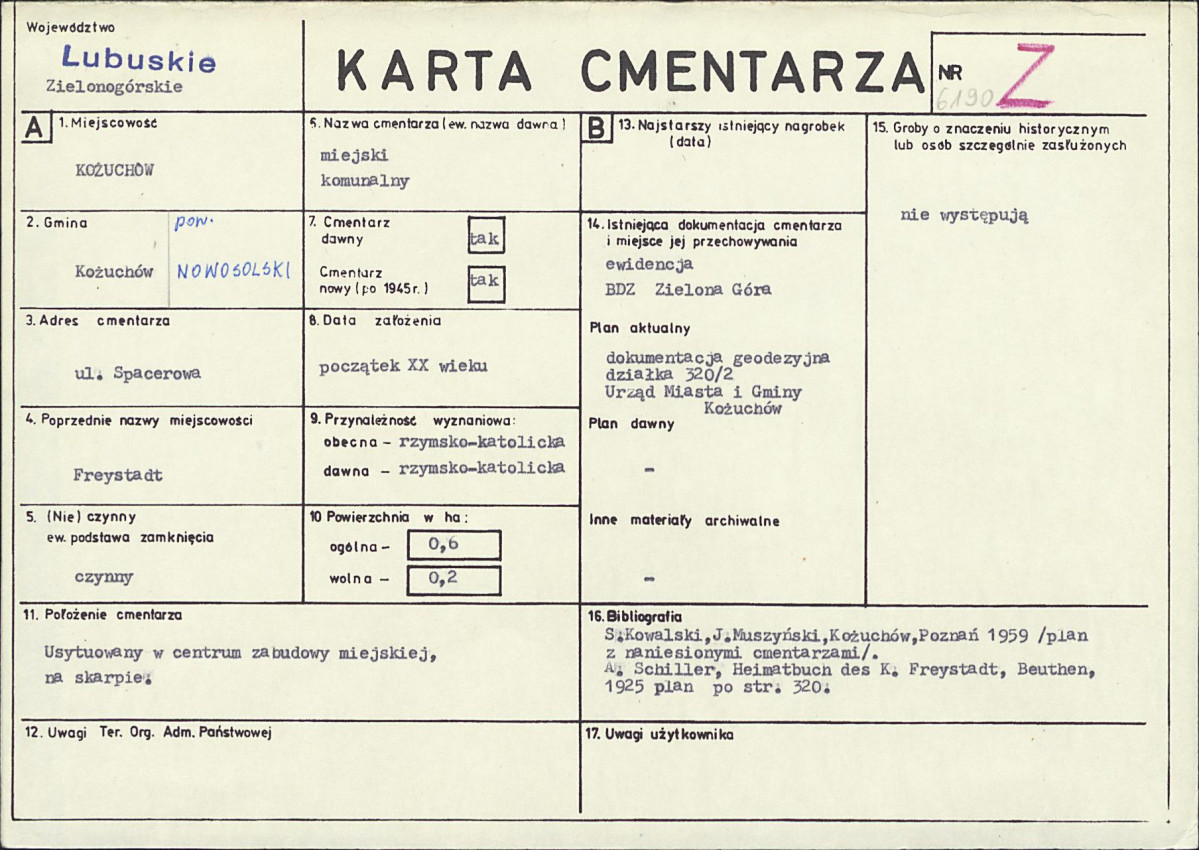 Województwo
Lubuskie
Zielonogórskie
KARTA CMENTARZA
NR
6190
Z
A
1. Miejscowość
KOŻUCHÓW
2. Gmina
Kożuchów
pow.
NOWOSOLSKI
3. Adres cmentarza
ul. Spacerowa
4. Poprzednie nazwy miejscowości
Freystadt
5. (Nie) czynny
ew. podstawa zamknięcia
czynny
6. Nazwa cmentarza (ew. nazwa dawna)
miejski
komunalny
7. Cmentarz
dawny
tak
Cmentarz
nowy (po 1945r.)
tak
8. Data założenia
początek XX wieku
9. Przynależność wyznaniowa:
obecna - rzymsko-katolicka
dawna - rzymsko-katolicka
10 Powierzchnia w ha:
ogólna - 0,6
wolna - 0,2
11. Położenie cmentarza
Usytuowany w centrum zabudowy miejskiej,
na skarpie.
12. Uwagi Ter. Org. Adm. Państwowej
B
13. Najstarszy istniejący nagrobek
(data)
14. Istniejąca dokumentacja cmentarza
i miejsce jej przechowywania
ewidencja
BDZ Zielona Góra
Plan aktualny
dokumentacja geodezyjna
działka 320/2
Urząd Miasta i Gminy
Kożuchów
Plan dawny
-
Inne materiały archiwalne
-
15. Groby o znaczeniu historycznym
lub osób szczególnie zasłużonych
nie występują
16. Bibliografia
S.Kowalski,J.Muszyński,Kożuchów,Poznań 1959 /plan
z naniesionymi cmentarzami/.
A. Schiller, Heimatbuch des K. Freystadt, Beuthen,
1925 plan po str. 320.
17. Uwagi użytkownika